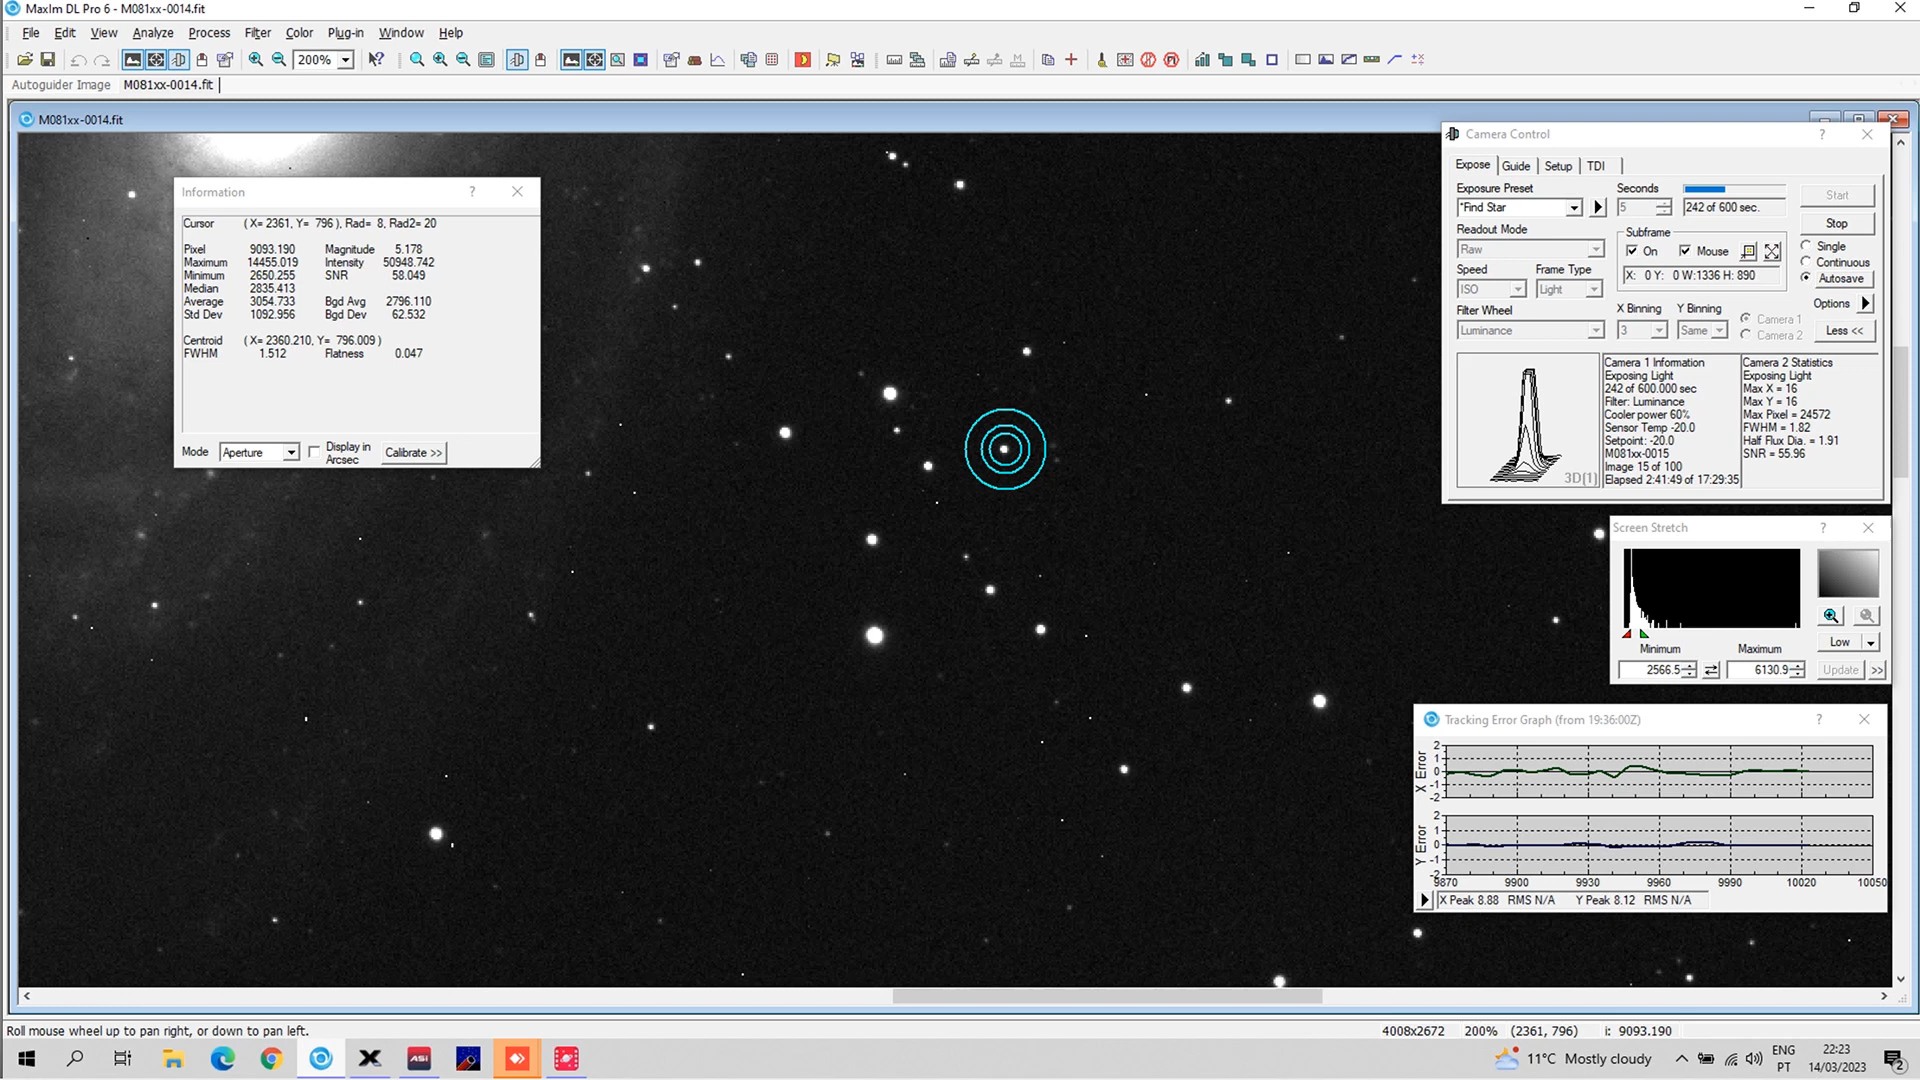 MaxIm DL Pro 6 - M081xx-0014.fit
File Edit View Analyze Process Filter Color Plug-in Window Help
200%
Autoguider Image M081xx-0014.fit
M081xx-0014.fit
Information ?
Cursor ( X= 2361, Y= 796 ), Rad= 8, Rad2= 20
Pixel 9093.190 Magnitude 5.178
Maximum 14455.019 Intensity 50948.742
Minimum 2650.255 SNR 58.049
Median 2835.413
Average 3054.733 Bgd Avg 2796.110
Std Dev 1092.956 Bgd Dev 62.532
Centroid ( X= 2360.210, Y= 796.009 )
FWHM 1.512 Flatness 0.047
Mode Aperture Display in Arcsec Calibrate >>
Camera Control ?
Expose Guide Setup TDI
Exposure Preset Seconds Start
*Find Star 5 242 of 600 sec.
Stop
Readout Mode Subframe
Raw On Mouse Single
Continuous
Speed Frame Type X: 0 Y: 0 W:1336 H: 890 Autosave
ISO Light
Options
Filter Wheel X Binning Y Binning Camera 1
Luminance 3 Same Camera 2 Less <<
3D[1]
Camera 1 Information
Exposing Light
242 of 600.000 sec
Filter: Luminance
Cooler power 60%
Sensor Temp -20.0
Setpoint: -20.0
M081xx-0015
Image 15 of 100
Elapsed 2:41:49 of 17:29:35
Camera 2 Statistics
Exposing Light
Max X = 16
Max Y = 16
Max Pixel = 24572
FWHM = 1.82
Half Flux Dia. = 1.91
SNR = 55.96
Screen Stretch ?
Low
Minimum Maximum
2566.5 6130.9 Update >>
Tracking Error Graph (from 19:36:00Z) ?
X Error
2
1
0
-1
-2
Y Error
2
1
0
-1
-2
9870 9900 9930 9960 9990 10020 10050
X Peak 8.88 RMS N/A Y Peak 8.12 RMS N/A
Roll mouse wheel up to pan right, or down to pan left. 4008x2672 200% (2361, 796) i: 9093.190
ASI
11°C Mostly cloudy
ENG
PT
22:23
14/03/2023
2